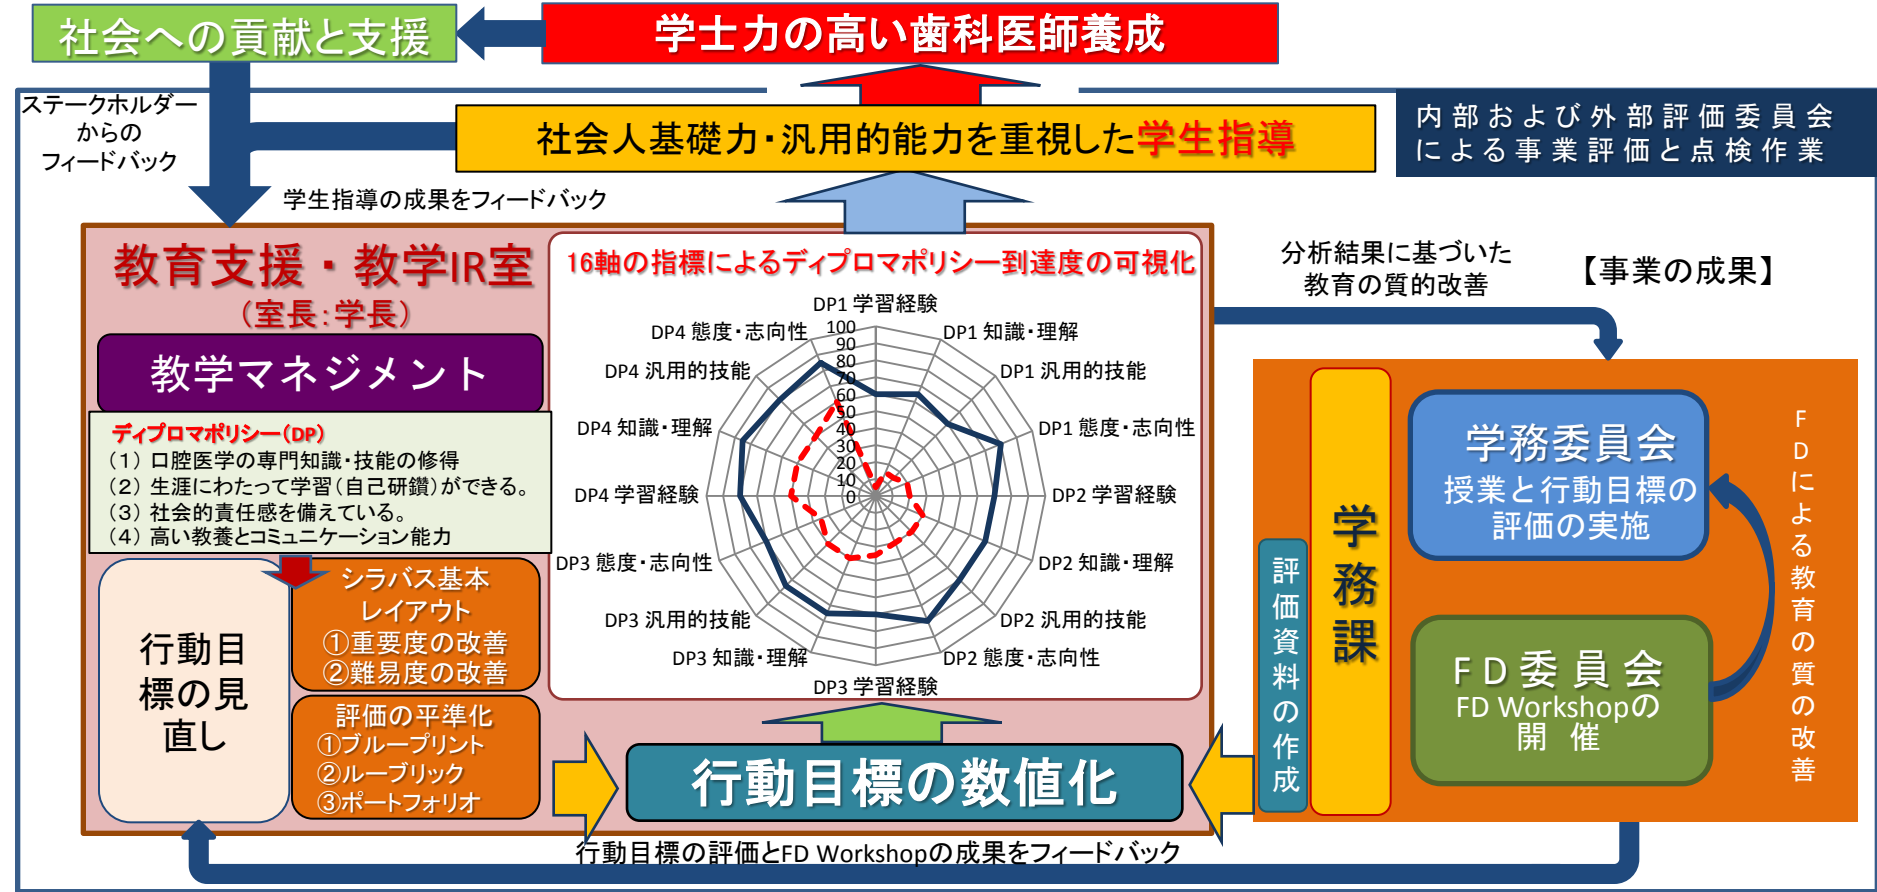 社会への貢献と支援
学士力の高い歯科医師養成
ステークホルダー
からの
フィードバック
社会人基礎力・汎用的能力を重視した学生指導
内部および外部評価委員会
による事業評価と点検作業
学生指導の成果をフィードバック
教育支援・教学IR室
（室長：学長）
教学マネジメント
ディプロマポリシー（DP）
（1） 口腔医学の専門知識・技能の修得
（2） 生涯にわたって学習（自己研鑽）ができる。
（3） 社会的責任感を備えている。
（4） 高い教養とコミュニケーション能力
行動目
標の見
直し
シラバス基本
レイアウト
①重要度の改善
②難易度の改善
評価の平準化
①ブループリント
②ルーブリック
③ポートフォリオ
16軸の指標によるディプロマポリシー到達度の可視化
DP1 学習経験
DP1 知識・理解
DP1 汎用的技能
DP1 態度・志向性
DP2 学習経験
DP2 知識・理解
DP2 汎用的技能
DP2 態度・志向性
DP3 学習経験
DP3 知識・理解
DP3 汎用的技能
DP3 態度・志向性
DP4 学習経験
DP4 知識・理解
DP4 汎用的技能
DP4 態度・志向性
100
90
80
70
60
50
40
30
20
10
0
行動目標の数値化
分析結果に基づいた
教育の質的改善
【事業の成果】
評価資料の作成
学務課
学務委員会
授業と行動目標の
評価の実施
FD委員会
FD Workshopの
開 催
FDによる教育の質の改善
行動目標の評価とFD Workshopの成果をフィードバック